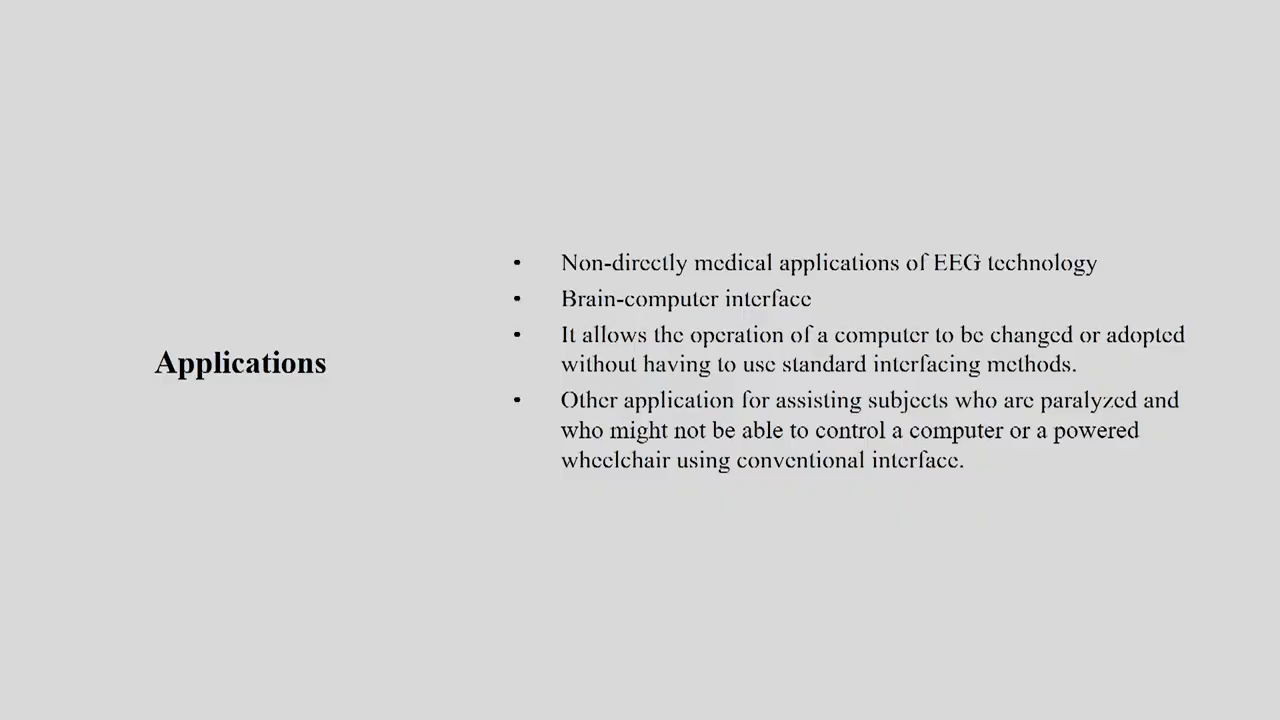 Applications
• Non-directly medical applications of EEG technology
• Brain-computer interface
• It allows the operation of a computer to be changed or adopted
without having to use standard interfacing methods.
• Other application for assisting subjects who are paralyzed and
who might not be able to control a computer or a powered
wheelchair using conventional interface.